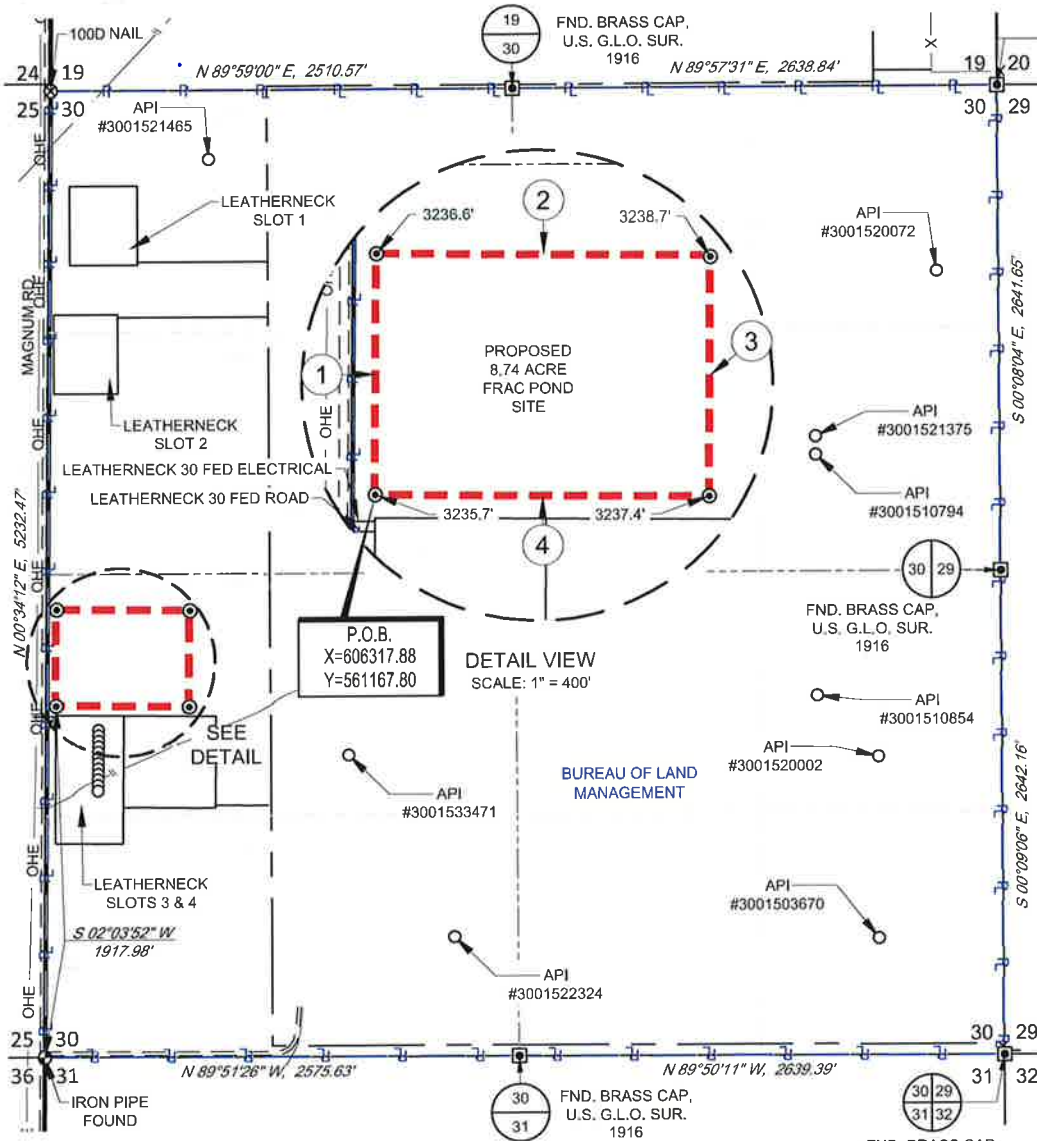 100D NAIL
24 19
25 30
19
30
FND. BRASS CAP,
U.S. G.L.O. SUR.
1916
N 89°59'00" E, 2510.57'
N 89°57'31" E, 2638.84'
X
19 20
30 29
API
#3001521465
OHE
LEATHERNECK
SLOT 1
MAGNUM RD.
OHE
LEATHERNECK
SLOT 2
OHE
LEATHERNECK 30 FED ELECTRICAL
LEATHERNECK 30 FED ROAD
N 00°34'12" E, 5232.47'
OHE
3236.6'
2
3238.7'
1
OHE
PROPOSED
8.74 ACRE
FRAC POND
SITE
3
3235.7'
3237.4'
4
API
#3001520072
S 00°08'04" E, 2641.65'
API
#3001521375
API
#3001510794
30 29
FND. BRASS CAP,
U.S. G.L.O. SUR.
1916
P.O.B.
X=606317.88
Y=561167.80
DETAIL VIEW
SCALE: 1" = 400'
OHE
SEE
DETAIL
API
#3001510854
API
#3001520002
API
#3001533471
BUREAU OF LAND
MANAGEMENT
S 00°09'06" E, 2642.16'
OHE
LEATHERNECK
SLOTS 3 & 4
S 02°03'52" W
1917.98'
API
#3001503670
API
#3001522324
OHE
25 30
36 31
IRON PIPE
FOUND
N 89°51'26" W, 2575.63'
30
31
FND. BRASS CAP,
U.S. G.L.O. SUR.
1916
N 89°50'11" W, 2639.39'
30 29
31 32
30 29
31 32